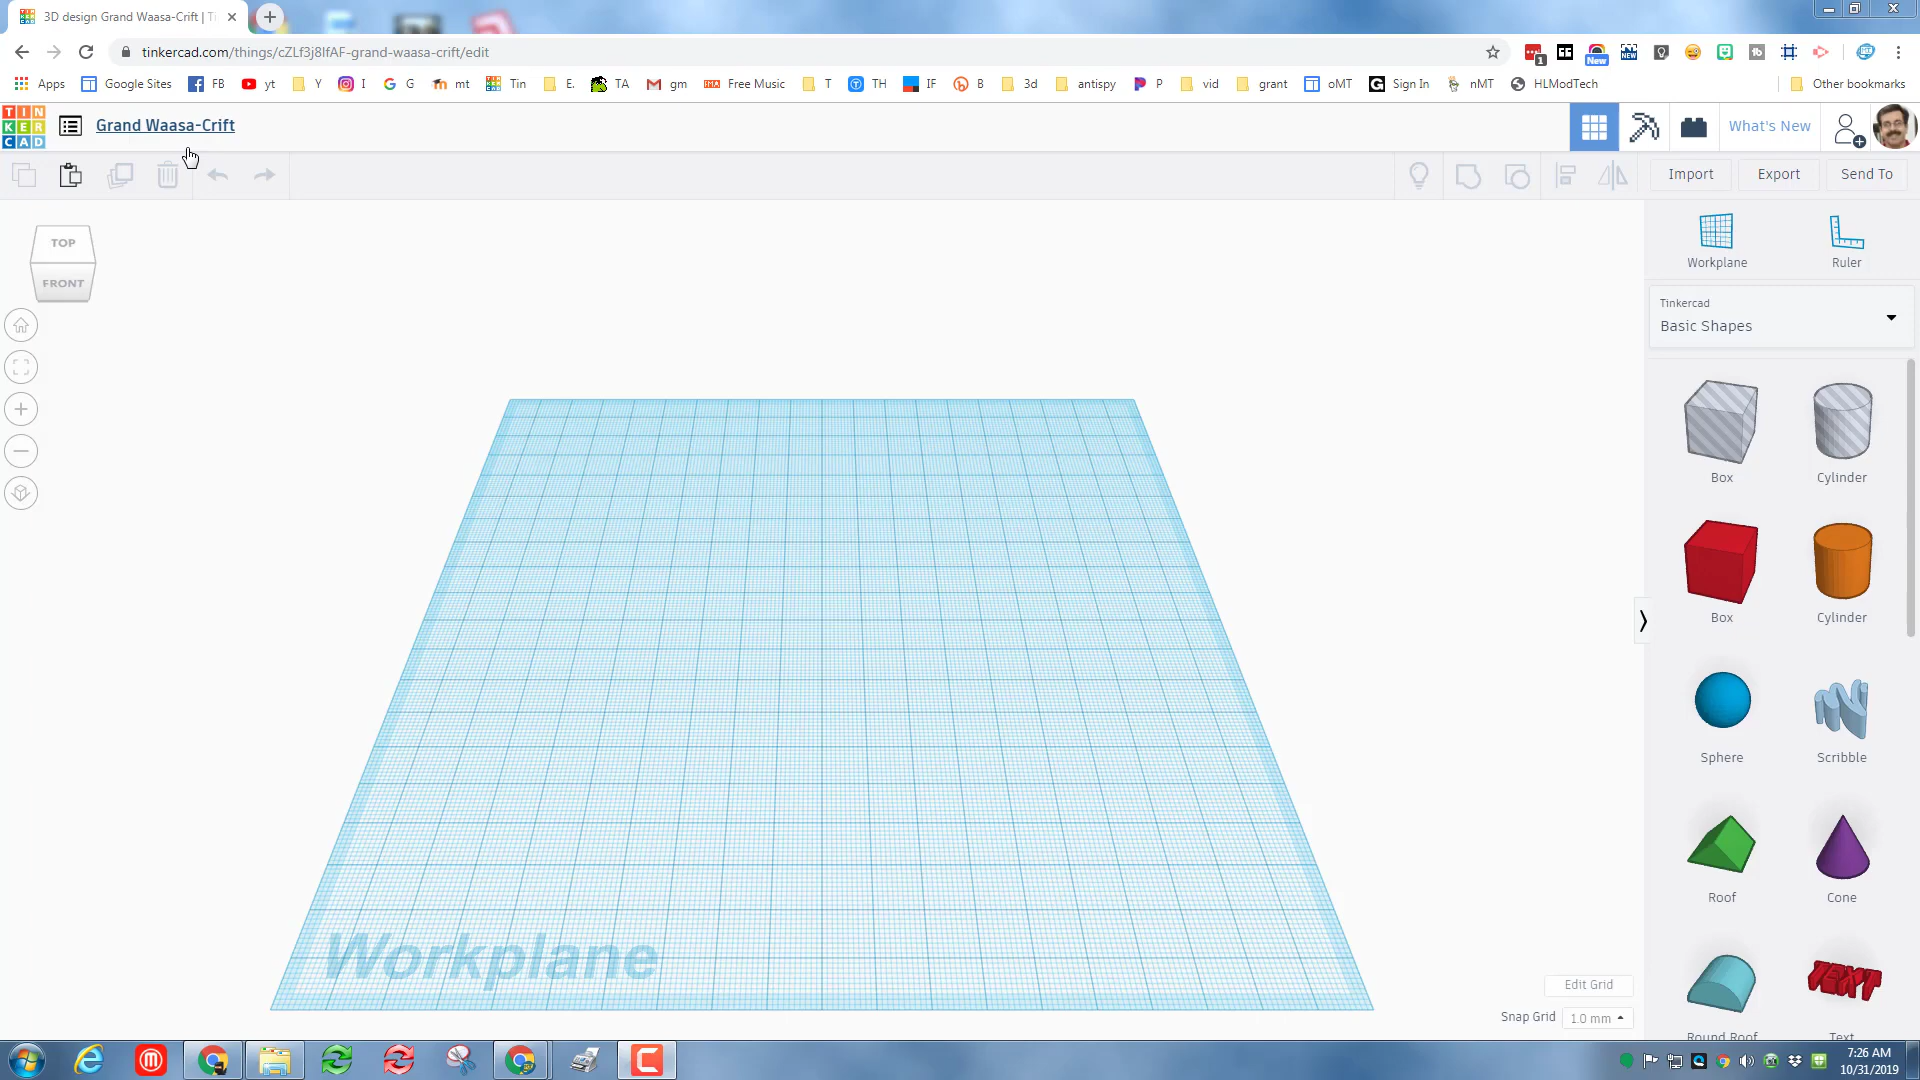 3D design Grand Waasa-Crift | Ti
tinkercad.com/things/cZLf3j8lfAF-grand-waasa-crift/edit
1
New
NEW
Apps
Google Sites
FB
yt
Y
I
G
mt
Tin
E.
TA
gm
Free Music
T
TH
IF
B
3d
antispy
P
vid
grant
oMT
Sign In
nMT
HLModTech
Other bookmarks
TIN
KER
CAD
Grand Waasa-Crift
What's New
Import
Export
Send To
TOP
FRONT
Workplane
Ruler
Tinkercad
Basic Shapes
Box
Cylinder
Box
Cylinder
Sphere
Scribble
Roof
Cone
TEXT
Round Roof
Text
Workplane
Edit Grid
Snap Grid
1.0 mm
7:26 AM
10/31/2019